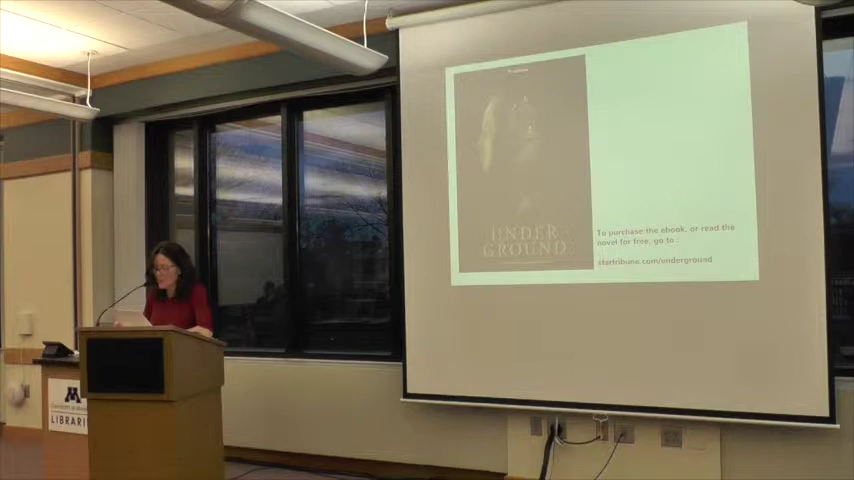 UNDER
GROUND
To purchase the ebook, or read the
novel for free, go to :
startribune.com/underground
LIBRARI